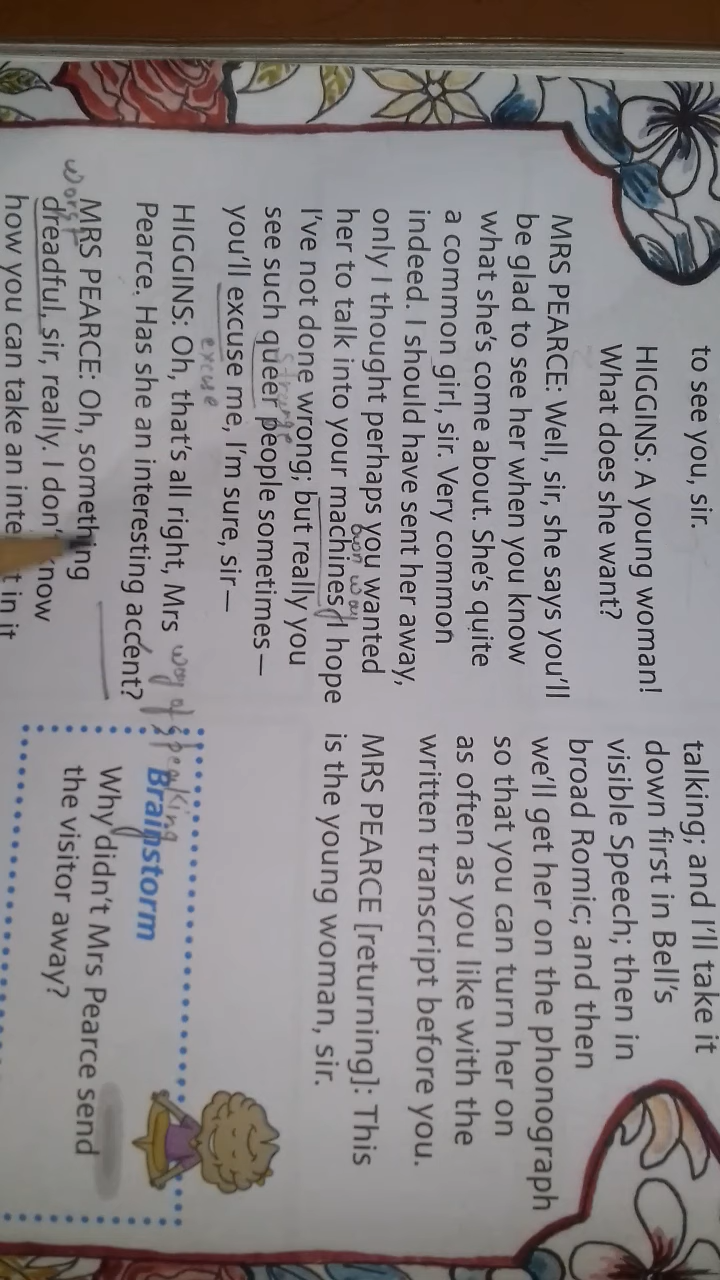 to see you, sir.
HIGGINS: A young woman!
What does she want?
MRS PEARCE: Well, sir, she says you'll
be glad to see her when you know
what she's come about. She's quite
a common girl, sir. Very common
indeed. I should have sent her away,
only I thought perhaps you wanted
own way
her to talk into your machines. I hope
I've not done wrong; but really you
strange
see such queer people sometimes—
you'll excuse me, I'm sure, sir—
excuse
HIGGINS: Oh, that's all right, Mrs
Pearce. Has she an interesting accent?
way of speaking
MRS PEARCE: Oh, something
worst
dreadful, sir, really. I don't know
how you can take an inte t in it
talking; and I'll take it
down first in Bell's
visible Speech; then in
broad Romic; and then
we'll get her on the phonograph
so that you can turn her on
as often as you like with the
written transcript before you.
MRS PEARCE [returning]: This
is the young woman, sir.
Brainstorm
Why didn't Mrs Pearce send
the visitor away?